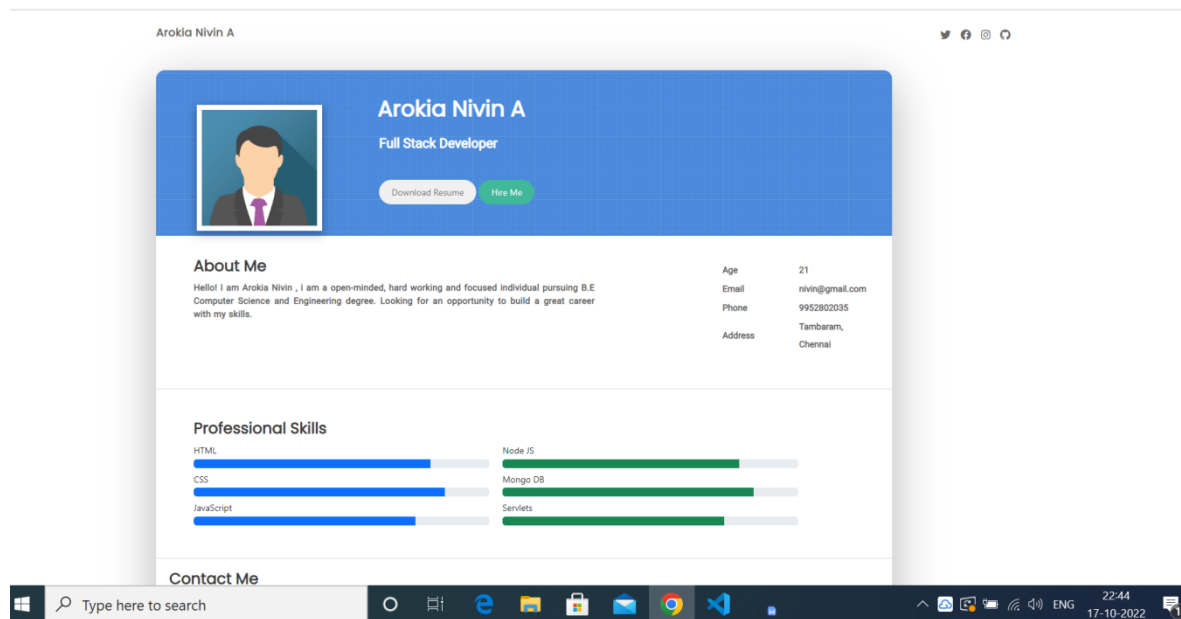 Arokia Nivin A
Arokia Nivin A
Full Stack Developer
Download Resume
Hire Me
About Me
Hello! I am Arokia Nivin , i am a open-minded, hard working and focused individual pursuing B.E
Computer Science and Engineering degree. Looking for an opportunity to build a great career
with my skills.
Age 21
Email nivin@gmail.com
Phone 9952802035
Address Tambaram,
Chennai
Professional Skills
HTML
Node JS
CSS
Mongo DB
JavaScript
Servlets
Contact Me
Type here to search
ENG
22:44
17-10-2022
1